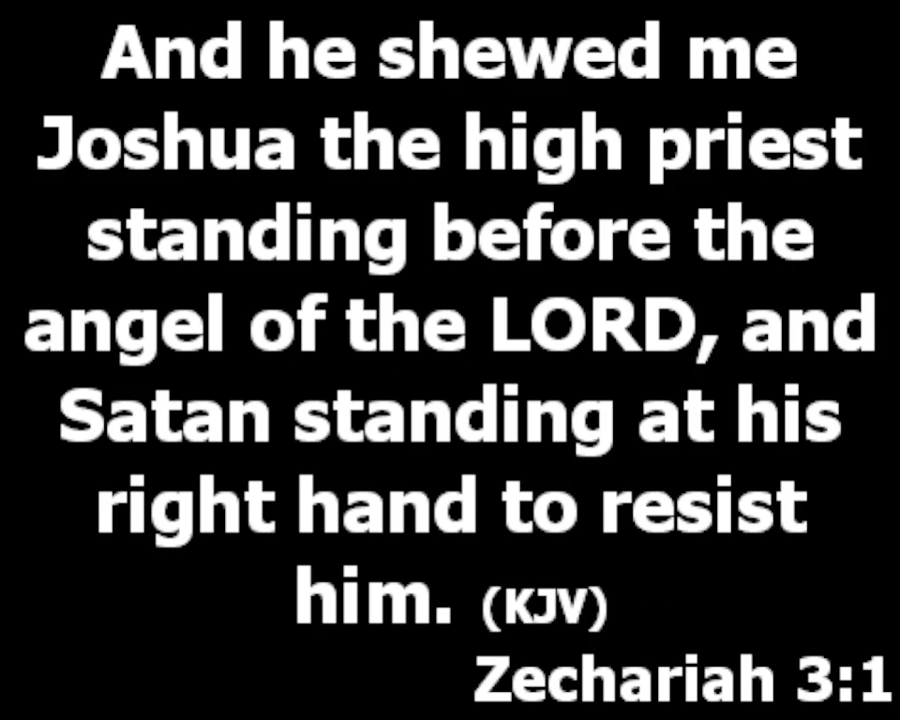 And he shewed me
Joshua the high priest
standing before the
angel of the LORD, and
Satan standing at his
right hand to resist
him. (KJV)
Zechariah 3:1